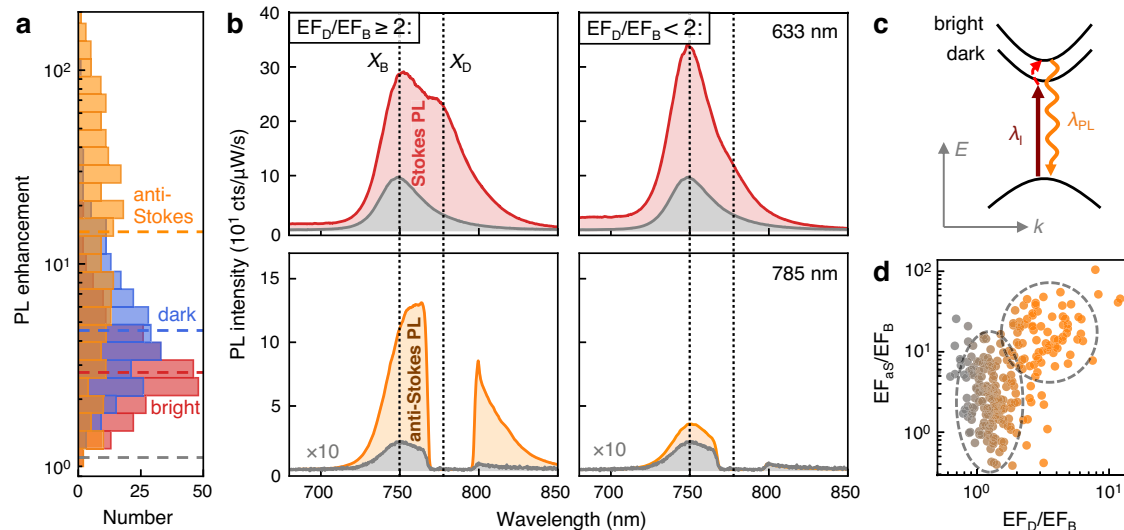 a
PL enhancement
10²
10¹
10⁰
anti-
Stokes
dark
bright
0
25
50
Number
b
EF_D/EF_B ≥ 2:
EF_D/EF_B < 2:
633 nm
X_B
X_D
Stokes PL
40
30
20
10
0
PL intensity (10¹ cts/μW/s)
785 nm
anti-Stokes PL
15
10
5
0
×10
×10
700
750
800
850
700
750
800
850
Wavelength (nm)
c
bright
dark
λ_I
λ_PL
E
k
d
EF_aS/EF_B
10²
10¹
10⁰
10⁰
10¹
EF_D/EF_B